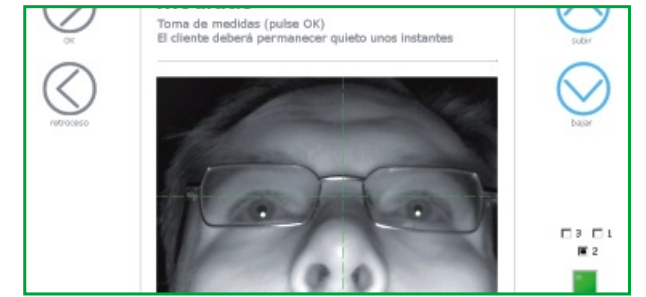 Toma de medidas (pulse OK)
El cliente deberá permanecer quieto unos instantes
OK
retroceso
subir
bajar
3 1
2